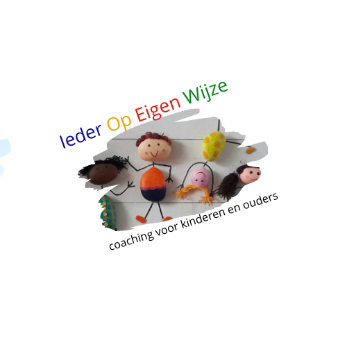 Ieder Op Eigen Wijze
coaching voor kinderen en ouders